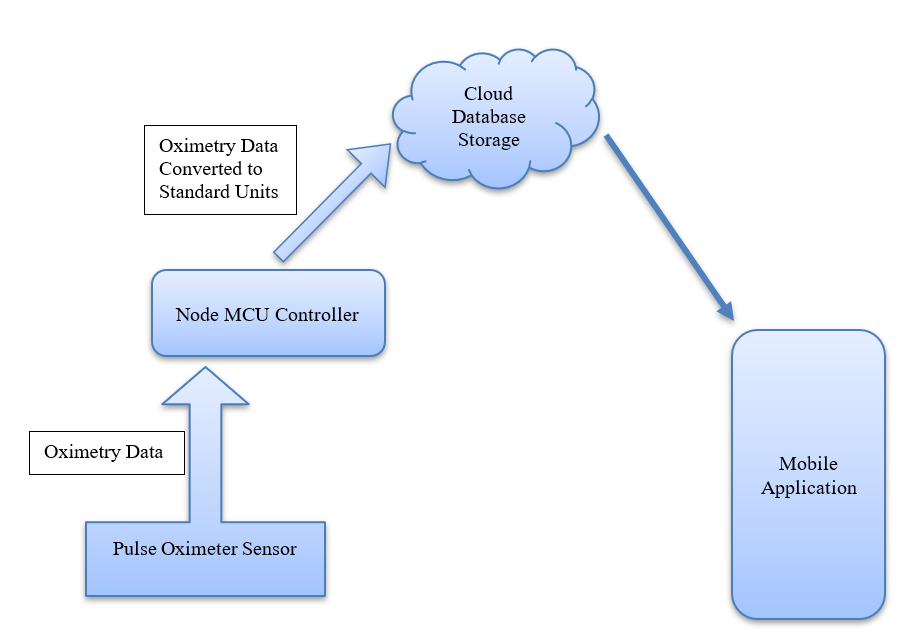 Cloud
Database
Storage
Oximetry Data
Converted to
Standard Units
Node MCU Controller
Oximetry Data
Mobile
Application
Pulse Oximeter Sensor